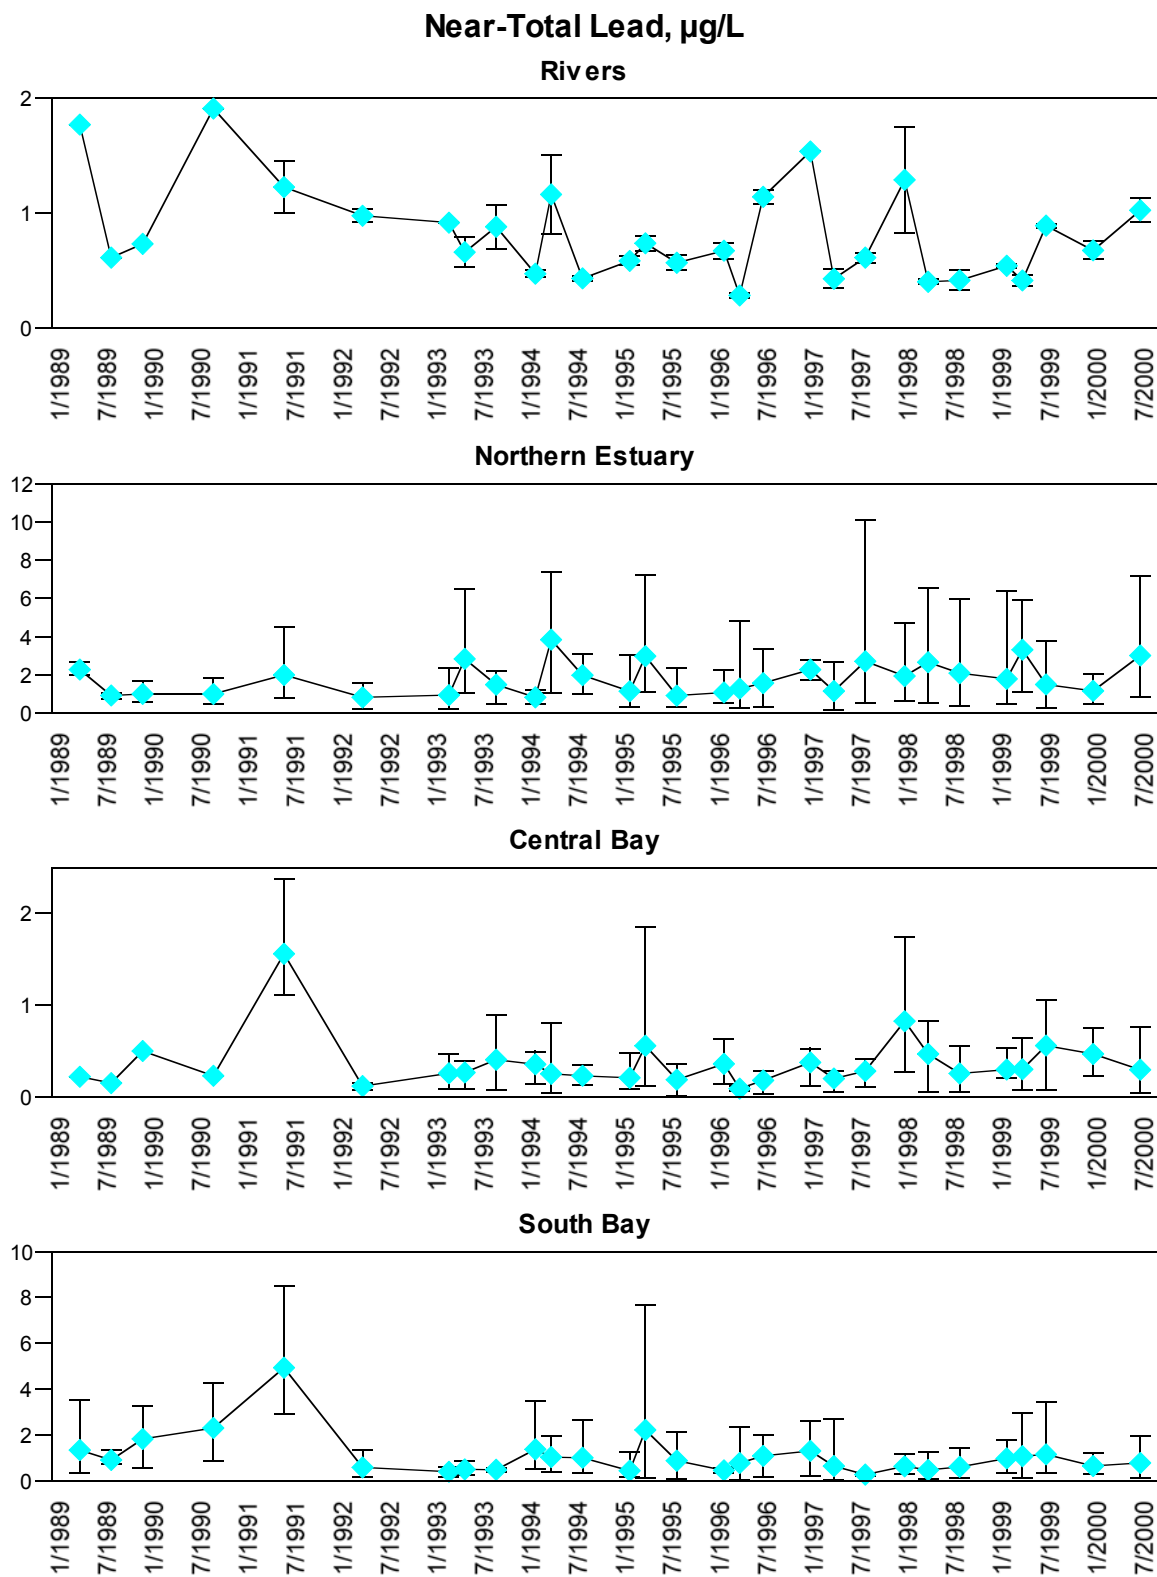 Near-Total Lead, µg/L
Rivers
2
1
0
1/1989 7/1989 1/1990 7/1990 1/1991 7/1991 1/1992 7/1992 1/1993 7/1993 1/1994 7/1994 1/1995 7/1995 1/1996 7/1996 1/1997 7/1997 1/1998 7/1998 1/1999 7/1999 1/2000 7/2000
Northern Estuary
12
10
8
6
4
2
0
1/1989 7/1989 1/1990 7/1990 1/1991 7/1991 1/1992 7/1992 1/1993 7/1993 1/1994 7/1994 1/1995 7/1995 1/1996 7/1996 1/1997 7/1997 1/1998 7/1998 1/1999 7/1999 1/2000 7/2000
Central Bay
2
1
0
1/1989 7/1989 1/1990 7/1990 1/1991 7/1991 1/1992 7/1992 1/1993 7/1993 1/1994 7/1994 1/1995 7/1995 1/1996 7/1996 1/1997 7/1997 1/1998 7/1998 1/1999 7/1999 1/2000 7/2000
South Bay
10
8
6
4
2
0
1/1989 7/1989 1/1990 7/1990 1/1991 7/1991 1/1992 7/1992 1/1993 7/1993 1/1994 7/1994 1/1995 7/1995 1/1996 7/1996 1/1997 7/1997 1/1998 7/1998 1/1999 7/1999 1/2000 7/2000